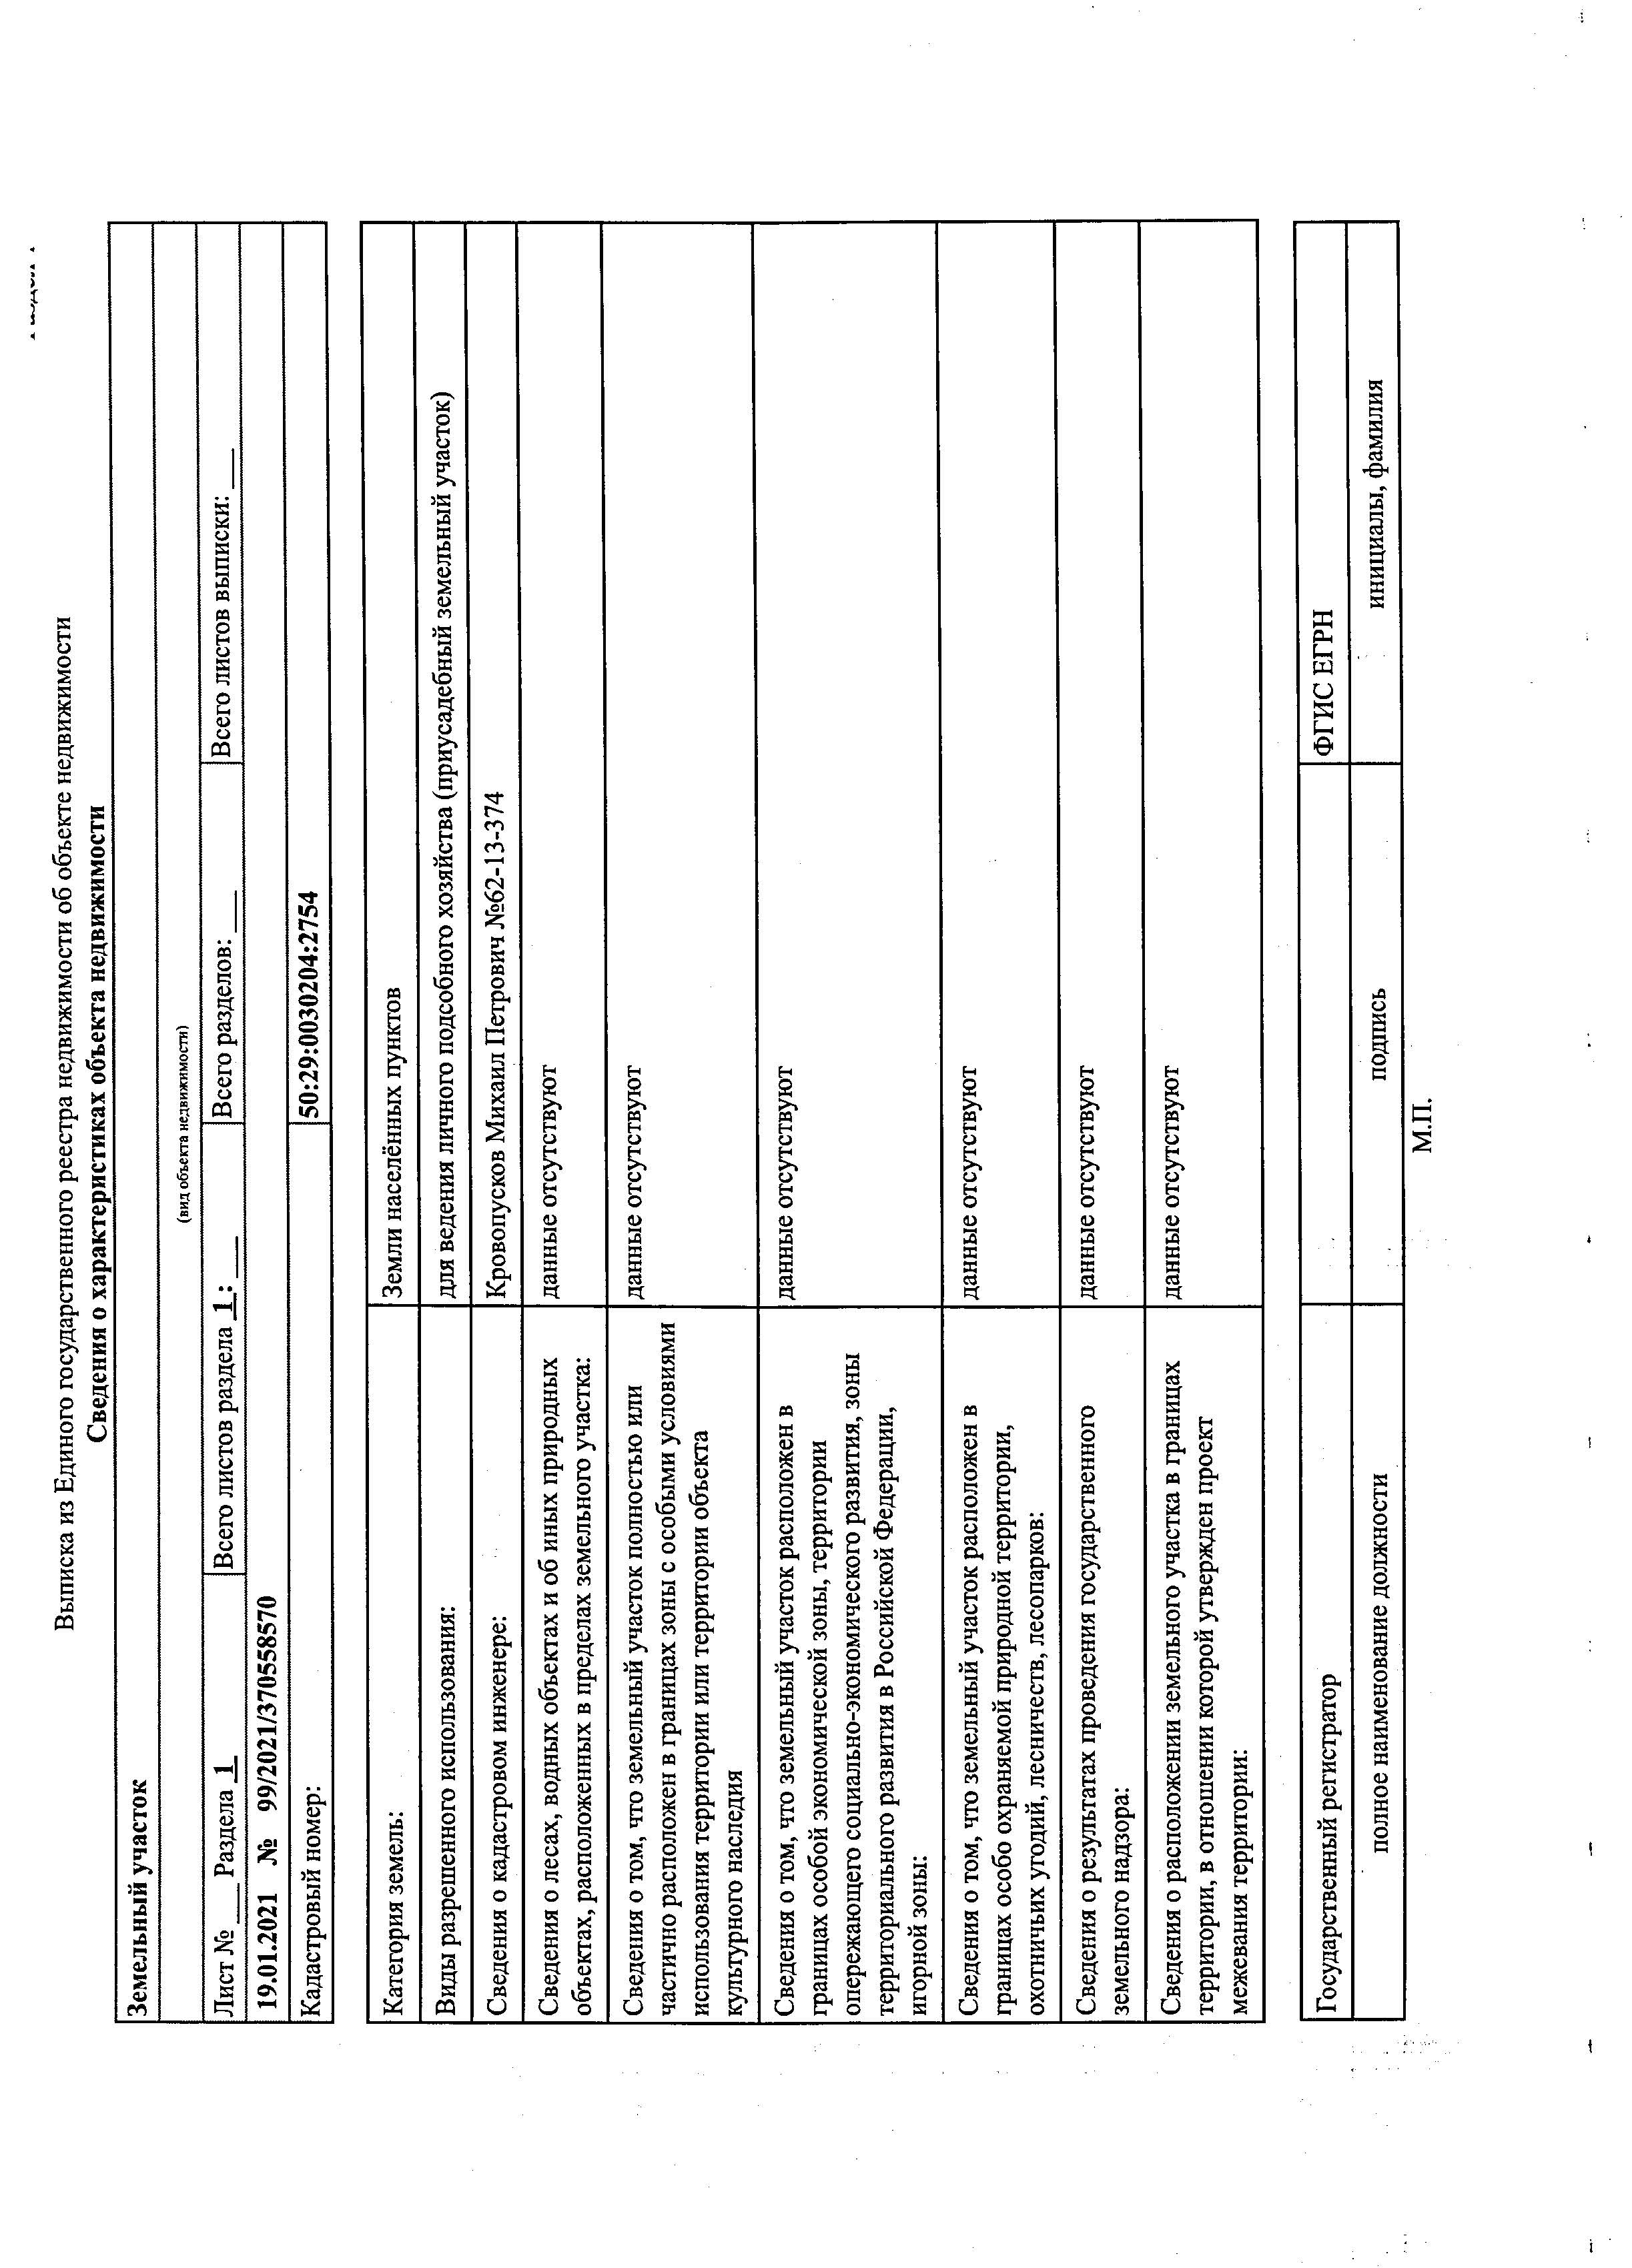 Выписка из Единого государственного реестра недвижимости об объекте недвижимости
Сведения о характеристиках объекта недвижимости
Земельный участок
(вид объекта недвижимости)
Лист № ___ Раздела 1 Всего листов раздела 1: ___ Всего разделов: ___ Всего листов выписки: ___
19.01.2021 № 99/2021/370558570
Кадастровый номер: 50:29:0030204:2754
Категория земель: Земли населённых пунктов
Виды разрешенного использования: для ведения личного подсобного хозяйства (приусадебный земельный участок)
Сведения о кадастровом инженере: Кровопусков Михаил Петрович №62-13-374
Сведения о лесах, водных объектах и об иных природных данные отсутствуют
объектах, расположенных в пределах земельного участка:
Сведения о том, что земельный участок полностью или данные отсутствуют
частично расположен в границах зоны с особыми условиями
использования территории или территории объекта
культурного наследия
Сведения о том, что земельный участок расположен в данные отсутствуют
границах особой экономической зоны, территории
опережающего социально-экономического развития, зоны
территориального развития в Российской Федерации,
игорной зоны:
Сведения о том, что земельный участок расположен в данные отсутствуют
границах особо охраняемой природной территории,
охотничьих угодий, лесничеств, лесопарков:
Сведения о результатах проведения государственного данные отсутствуют
земельного надзора:
Сведения о расположении земельного участка в границах данные отсутствуют
территории, в отношении которой утвержден проект
межевания территории:
Государственный регистратор ФГИС ЕГРН
полное наименование должности подпись инициалы, фамилия
М.П.